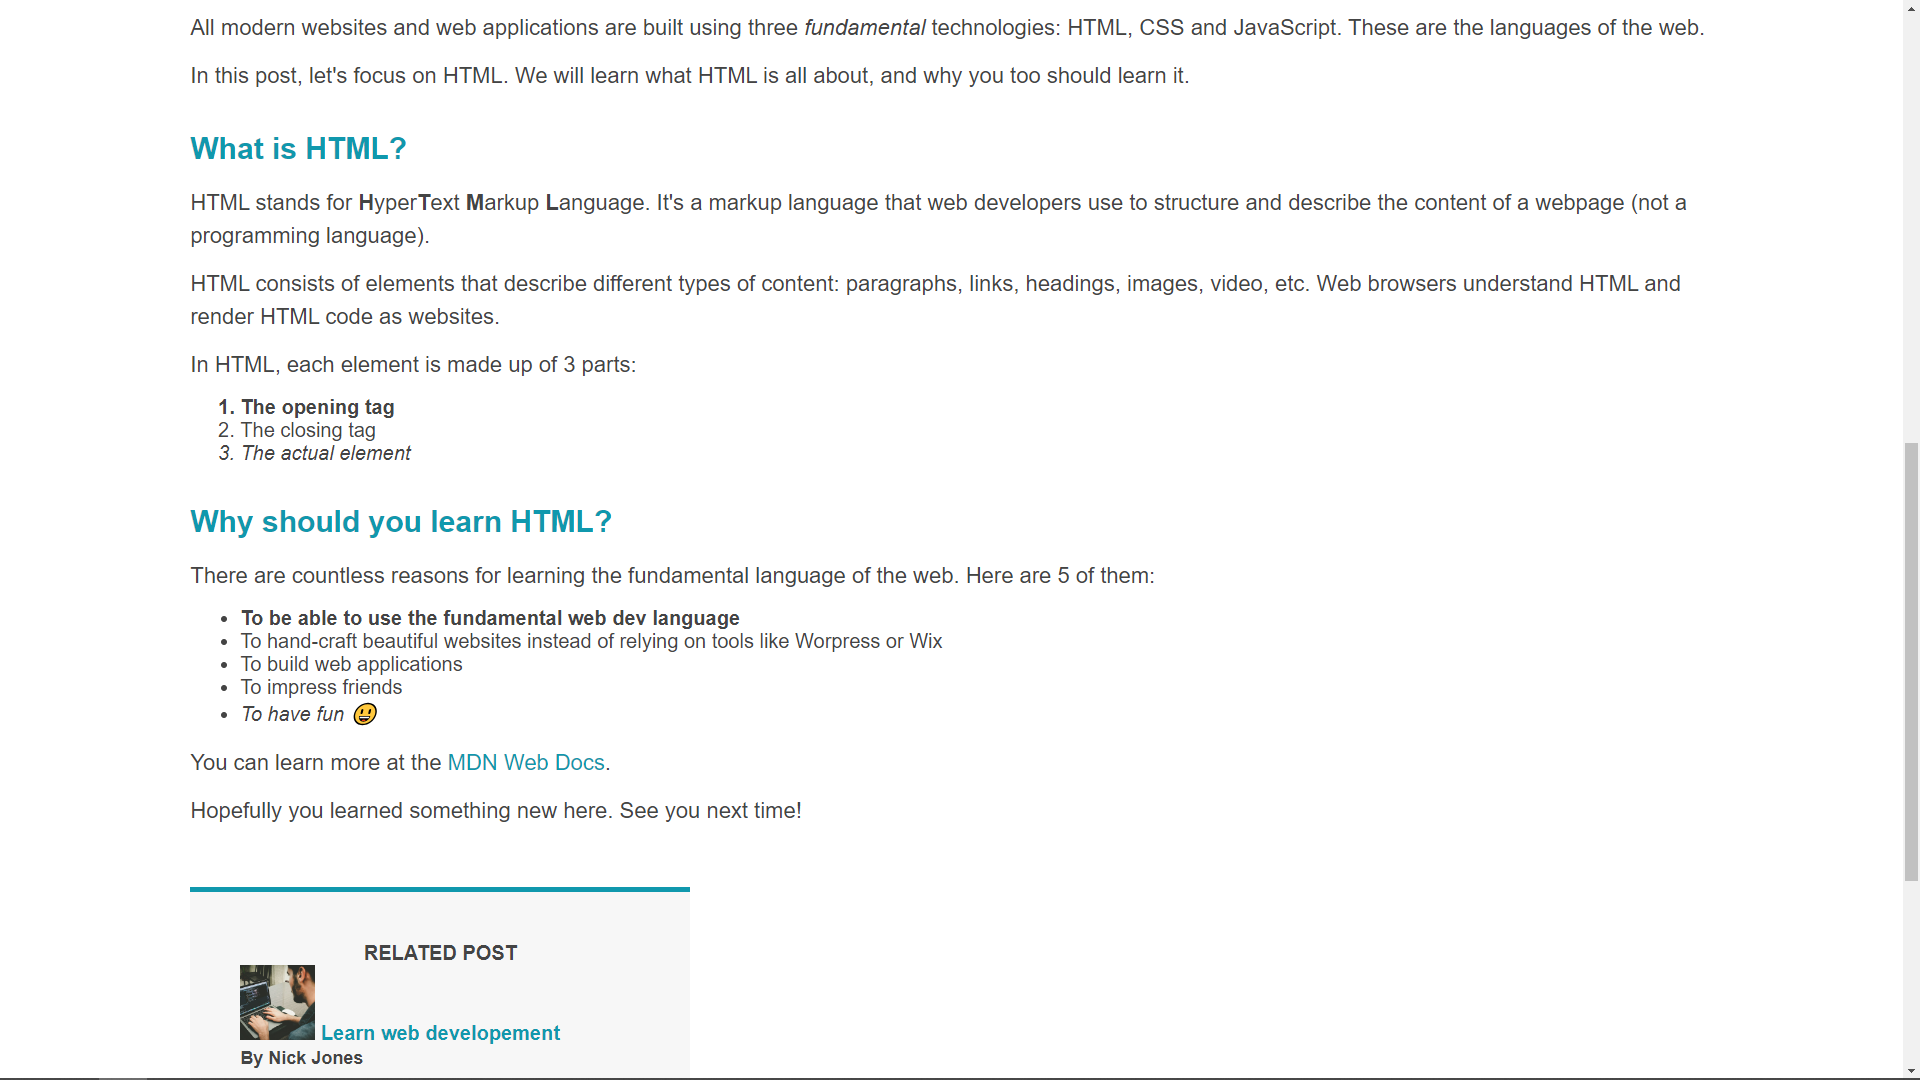 All modern websites and web applications are built using three fundamental technologies: HTML, CSS and JavaScript. These are the languages of the web.
In this post, let's focus on HTML. We will learn what HTML is all about, and why you too should learn it.
What is HTML?
HTML stands for HyperText Markup Language. It's a markup language that web developers use to structure and describe the content of a webpage (not a
programming language).
HTML consists of elements that describe different types of content: paragraphs, links, headings, images, video, etc. Web browsers understand HTML and
render HTML code as websites.
In HTML, each element is made up of 3 parts:
1. The opening tag
2. The closing tag
3. The actual element
Why should you learn HTML?
There are countless reasons for learning the fundamental language of the web. Here are 5 of them:
• To be able to use the fundamental web dev language
• To hand-craft beautiful websites instead of relying on tools like Worpress or Wix
• To build web applications
• To impress friends
• To have fun 😃
You can learn more at the MDN Web Docs.
Hopefully you learned something new here. See you next time!
RELATED POST
Learn web developement
By Nick Jones